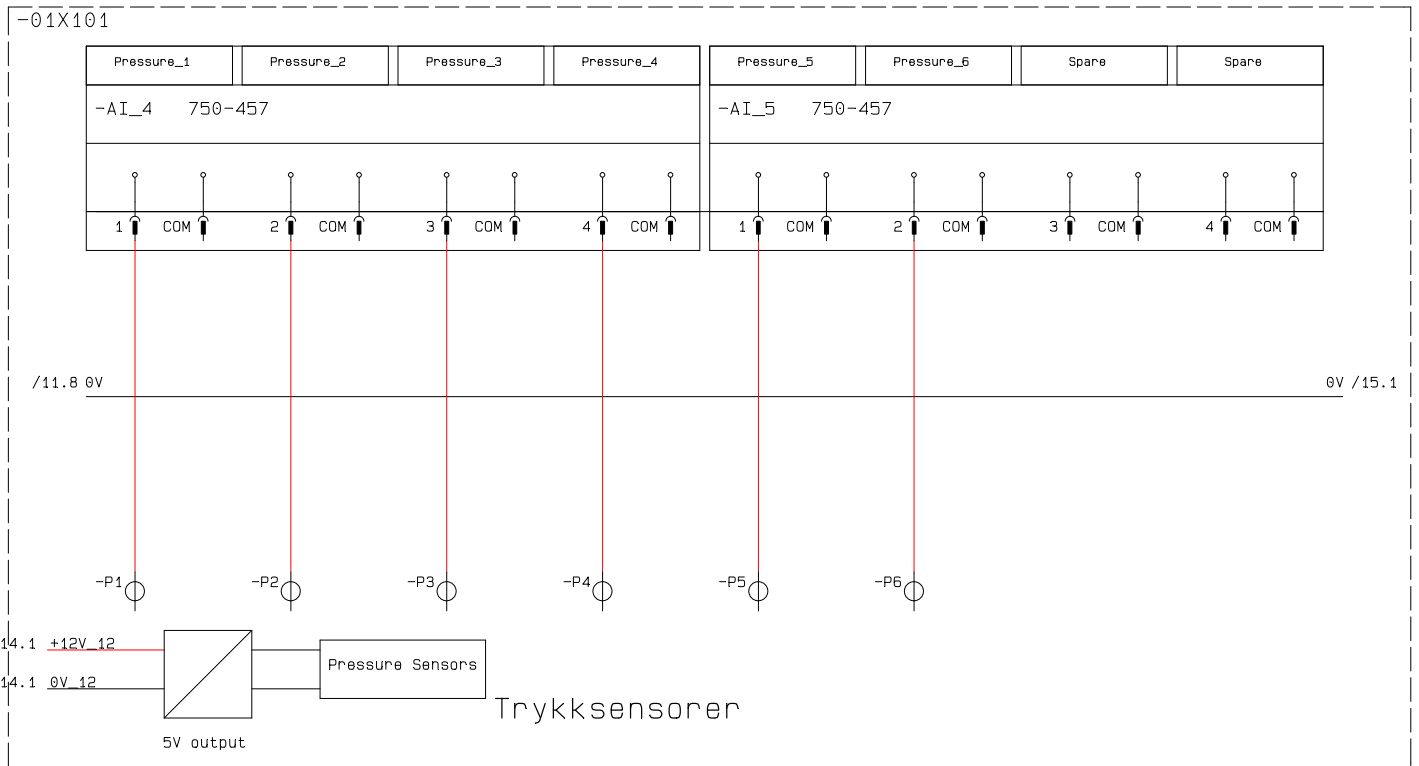 -01X101
Pressure_1 Pressure_2 Pressure_3 Pressure_4 Pressure_5 Pressure_6 Spare Spare
-AI_4 750-457 -AI_5 750-457
1 COM 2 COM 3 COM 4 COM 1 COM 2 COM 3 COM 4 COM
/11.8 0V 0V /15.1
-P1 -P2 -P3 -P4 -P5 -P6
14.1 +12V_12
Pressure Sensors
14.1 0V_12
Trykksensorer
5V output